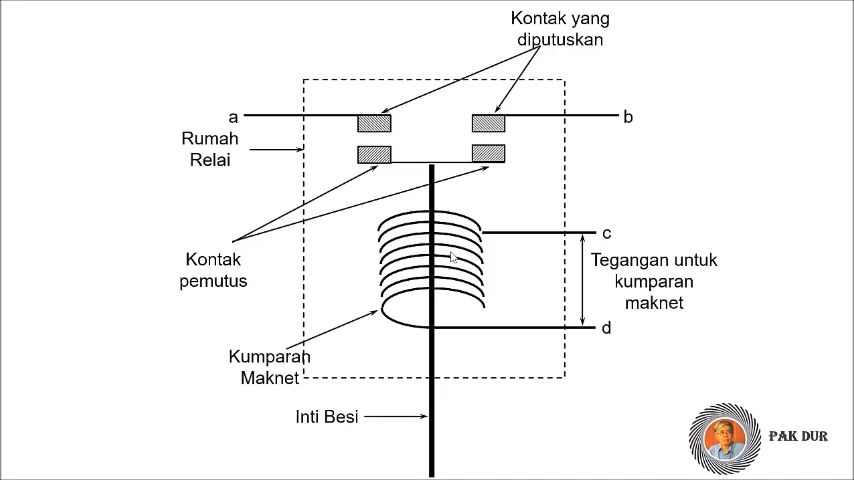 Kontak yang
diputuskan
a
b
Rumah
Relai
Kontak
pemutus
c
Tegangan untuk
kumparan
maknet
d
Kumparan
Maknet
Inti Besi
PAK DUR